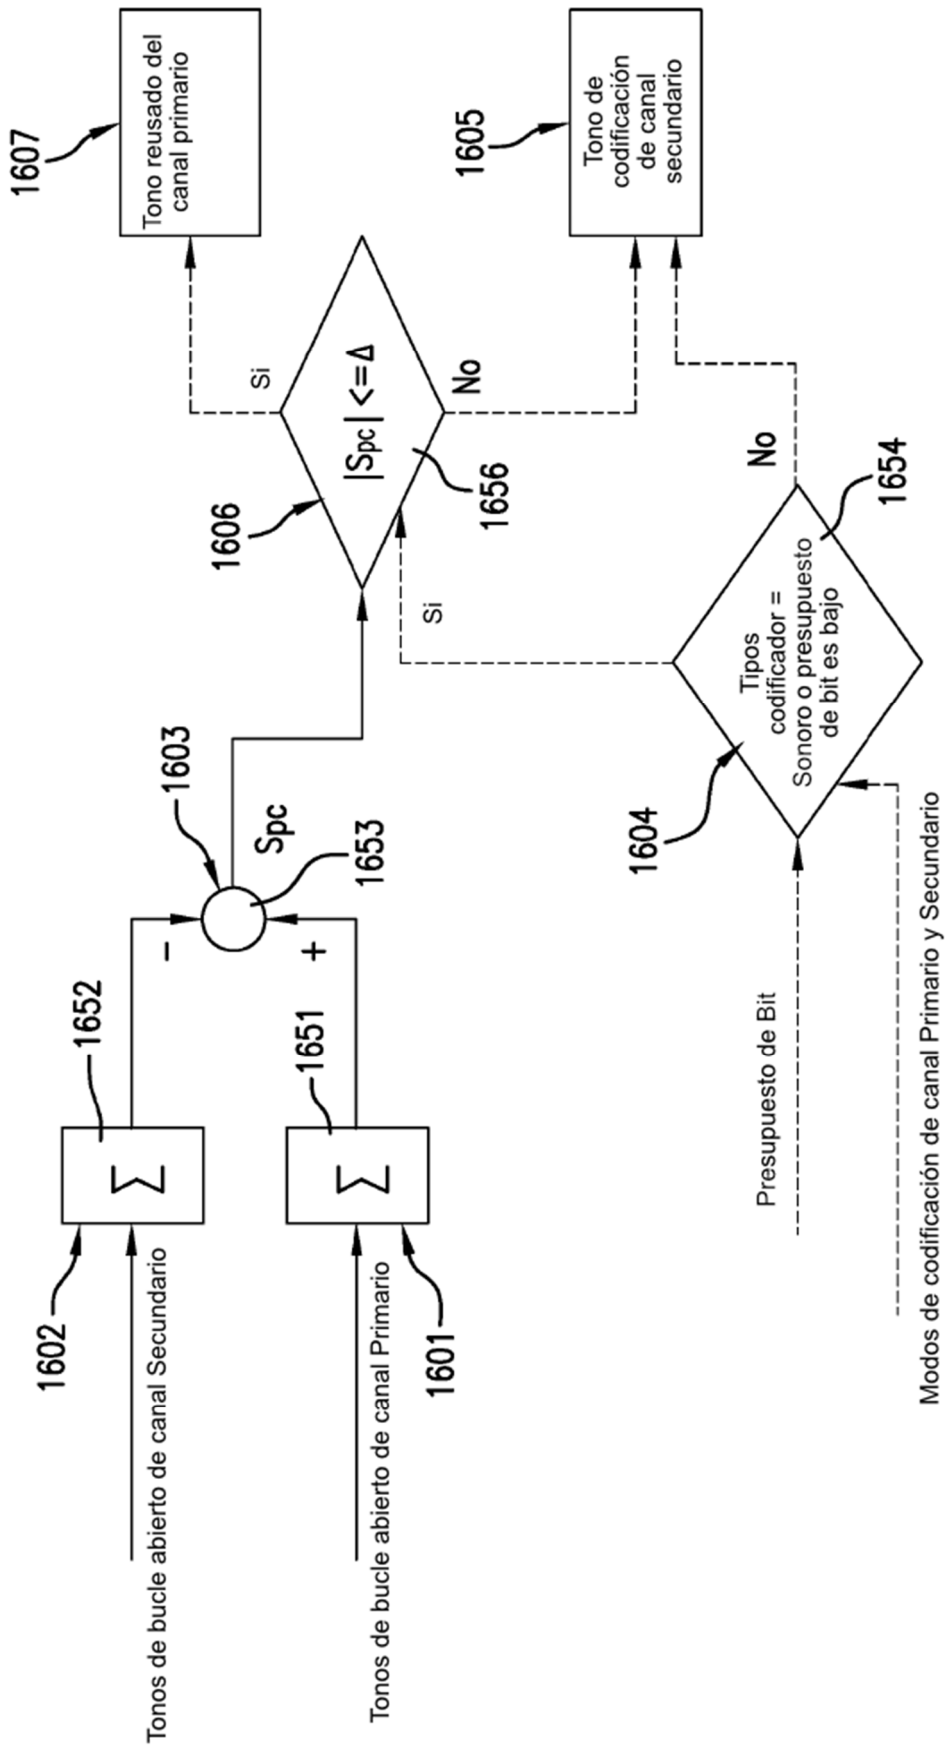 Tonos de bucle abierto de canal Secundario
1602
Σ
1652
-
Tonos de bucle abierto de canal Primario
1601
Σ
1651
+
1603
1653
Spc
1606
|Spc| <=Δ
1656
Si
No
1607
Tono reusado del
canal primario
1605
Tono de
codificación
de canal
secundario
Presupuesto de Bit
Modos de codificación de canal Primario y Secundario
1604
Tipos
codificador =
Sonoro o presupuesto
de bit es bajo
1654
Si
No